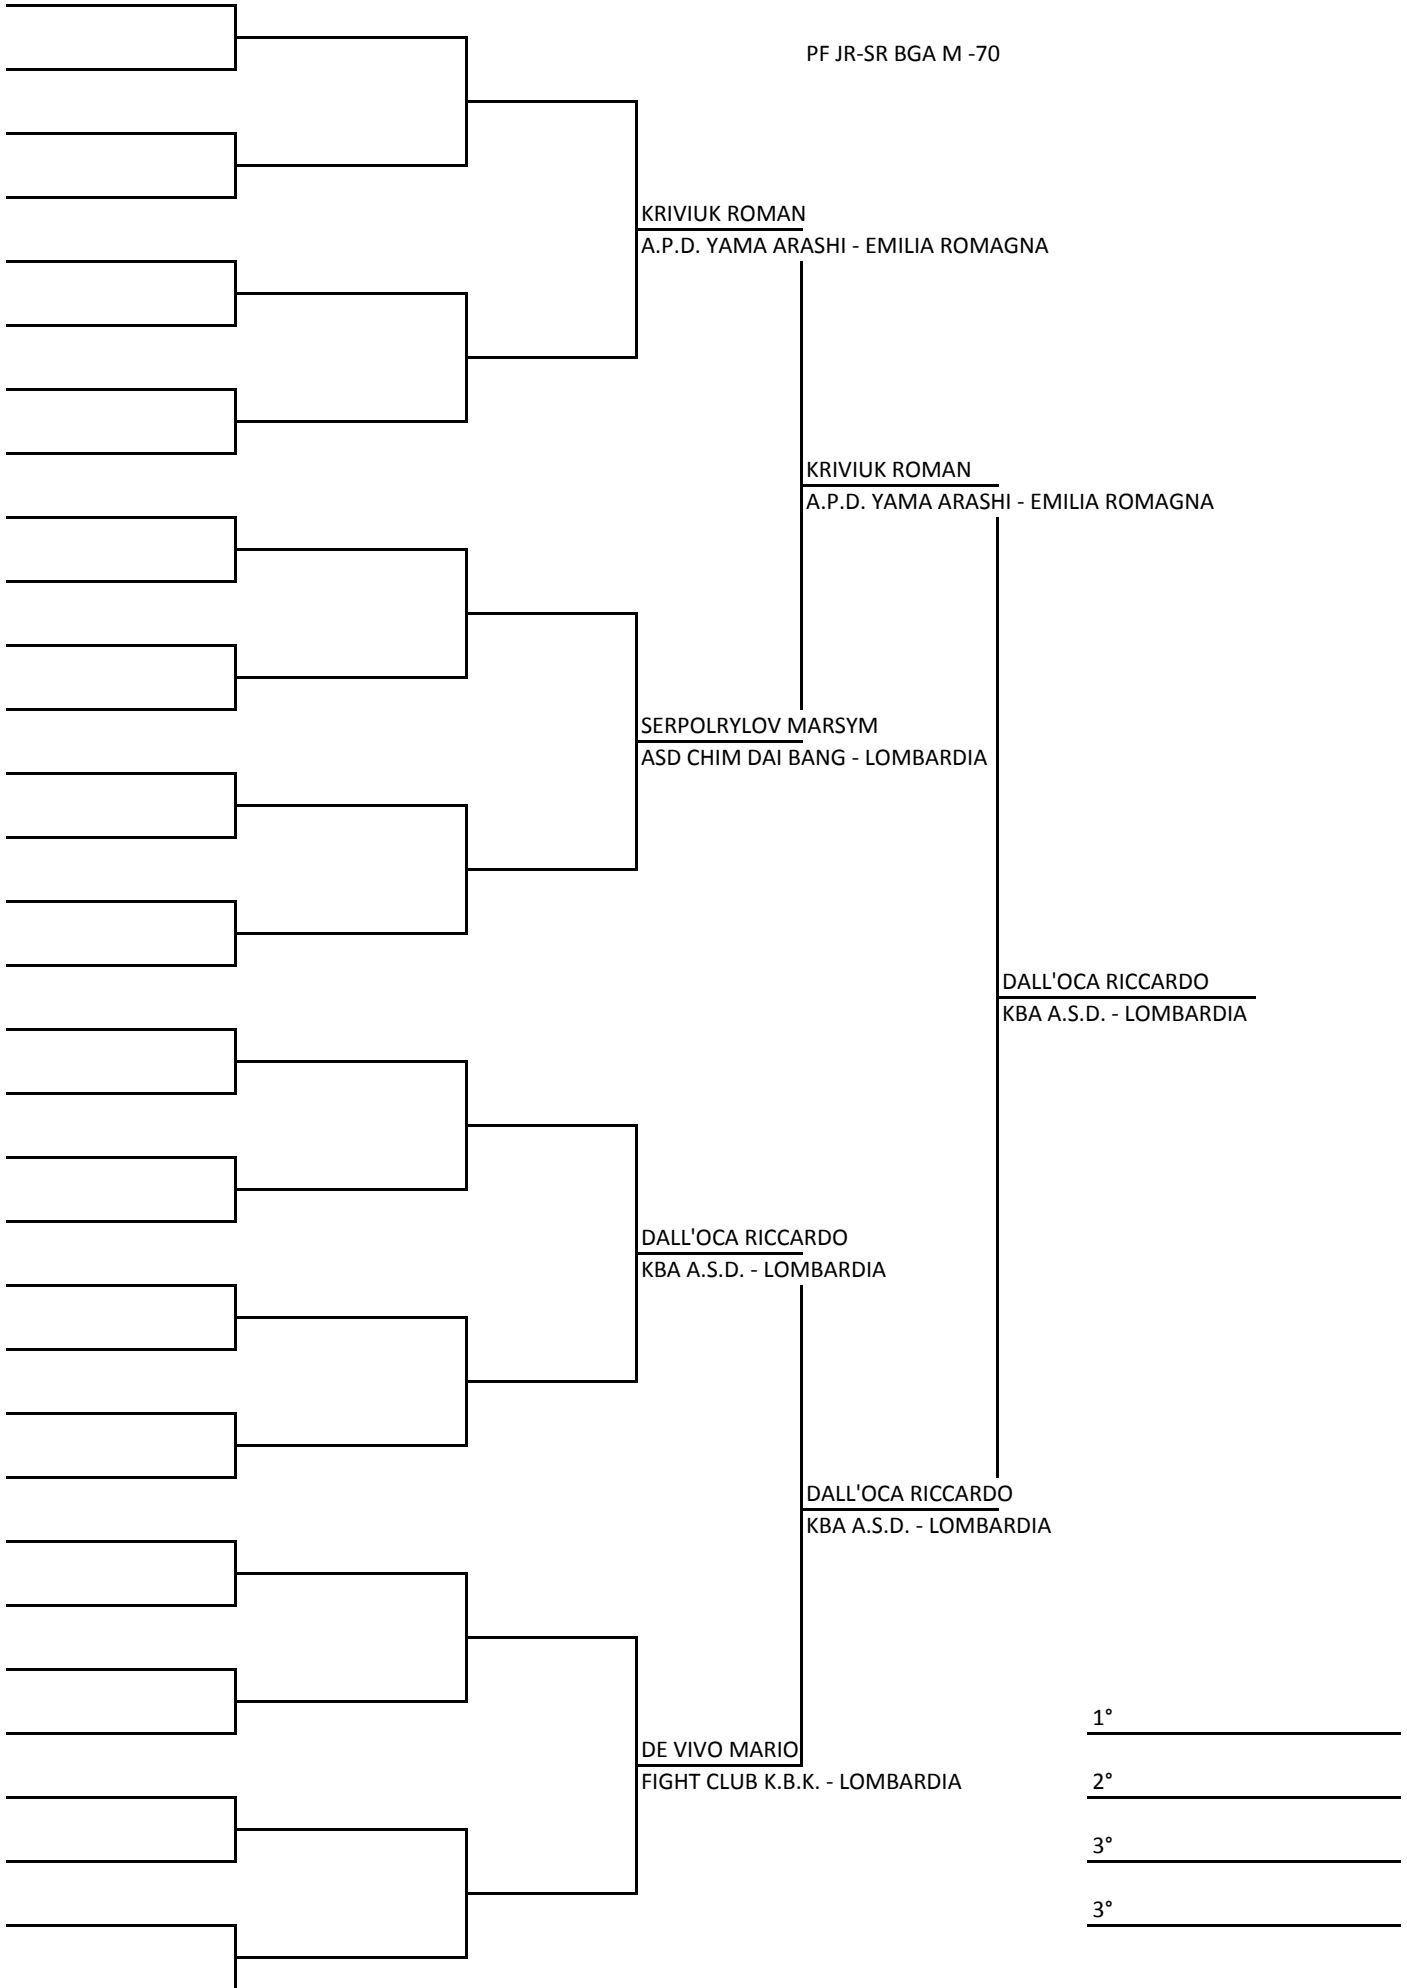 PF JR-SR BGA M -70
KRIVIUK ROMAN
A.P.D. YAMA ARASHI - EMILIA ROMAGNA
KRIVIUK ROMAN
A.P.D. YAMA ARASHI - EMILIA ROMAGNA
SERPOLRYLOV MARSYM
ASD CHIM DAI BANG - LOMBARDIA
DALL'OCA RICCARDO
KBA A.S.D. - LOMBARDIA
DALL'OCA RICCARDO
KBA A.S.D. - LOMBARDIA
DALL'OCA RICCARDO
KBA A.S.D. - LOMBARDIA
1°
DE VIVO MARIO
FIGHT CLUB K.B.K. - LOMBARDIA
2°
3°
3°